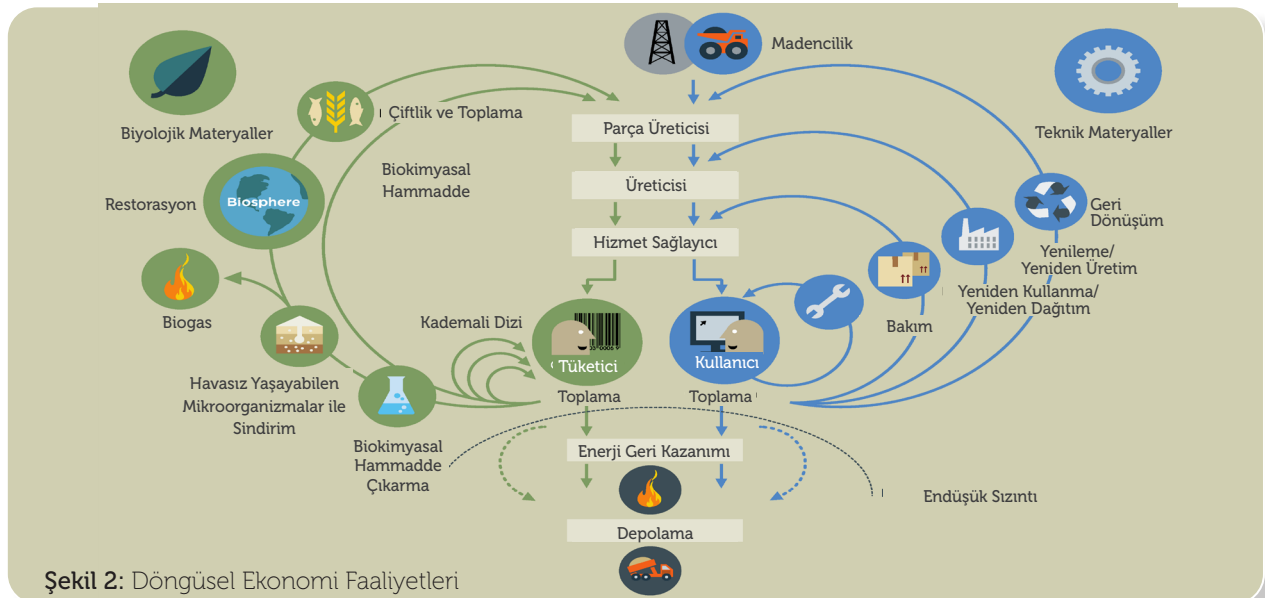 Madencilik
Biyolojik Materyaller
Çiftlik ve Toplama
Parça Üreticisi
Teknik Materyaller
Biokimyasal
Hammadde
Restorasyon
Biosphere
Üreticisi
Geri
Dönüşüm
Hizmet Sağlayıcı
Yenileme/
Yeniden Üretim
Yeniden Kullanma/
Yeniden Dağıtım
Bakım
Biogas
Kademali Dizi
Tüketici
Kullanıcı
Havasız Yaşayabilen
Mikroorganizmalar ile
Sindirim
Toplama
Toplama
Biokimyasal
Hammadde
Çıkarma
Enerji Geri Kazanımı
Endüşük Sızıntı
Depolama
Şekil 2: Döngüsel Ekonomi Faaliyetleri